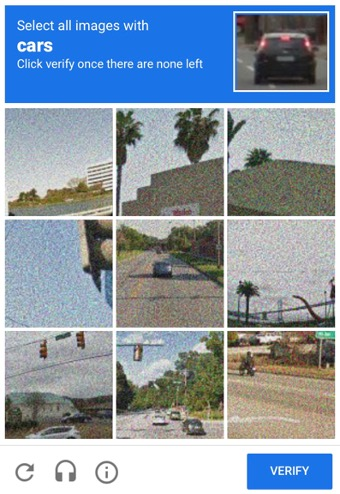 Select all images with
cars
Click verify once there are none left
VERIFY